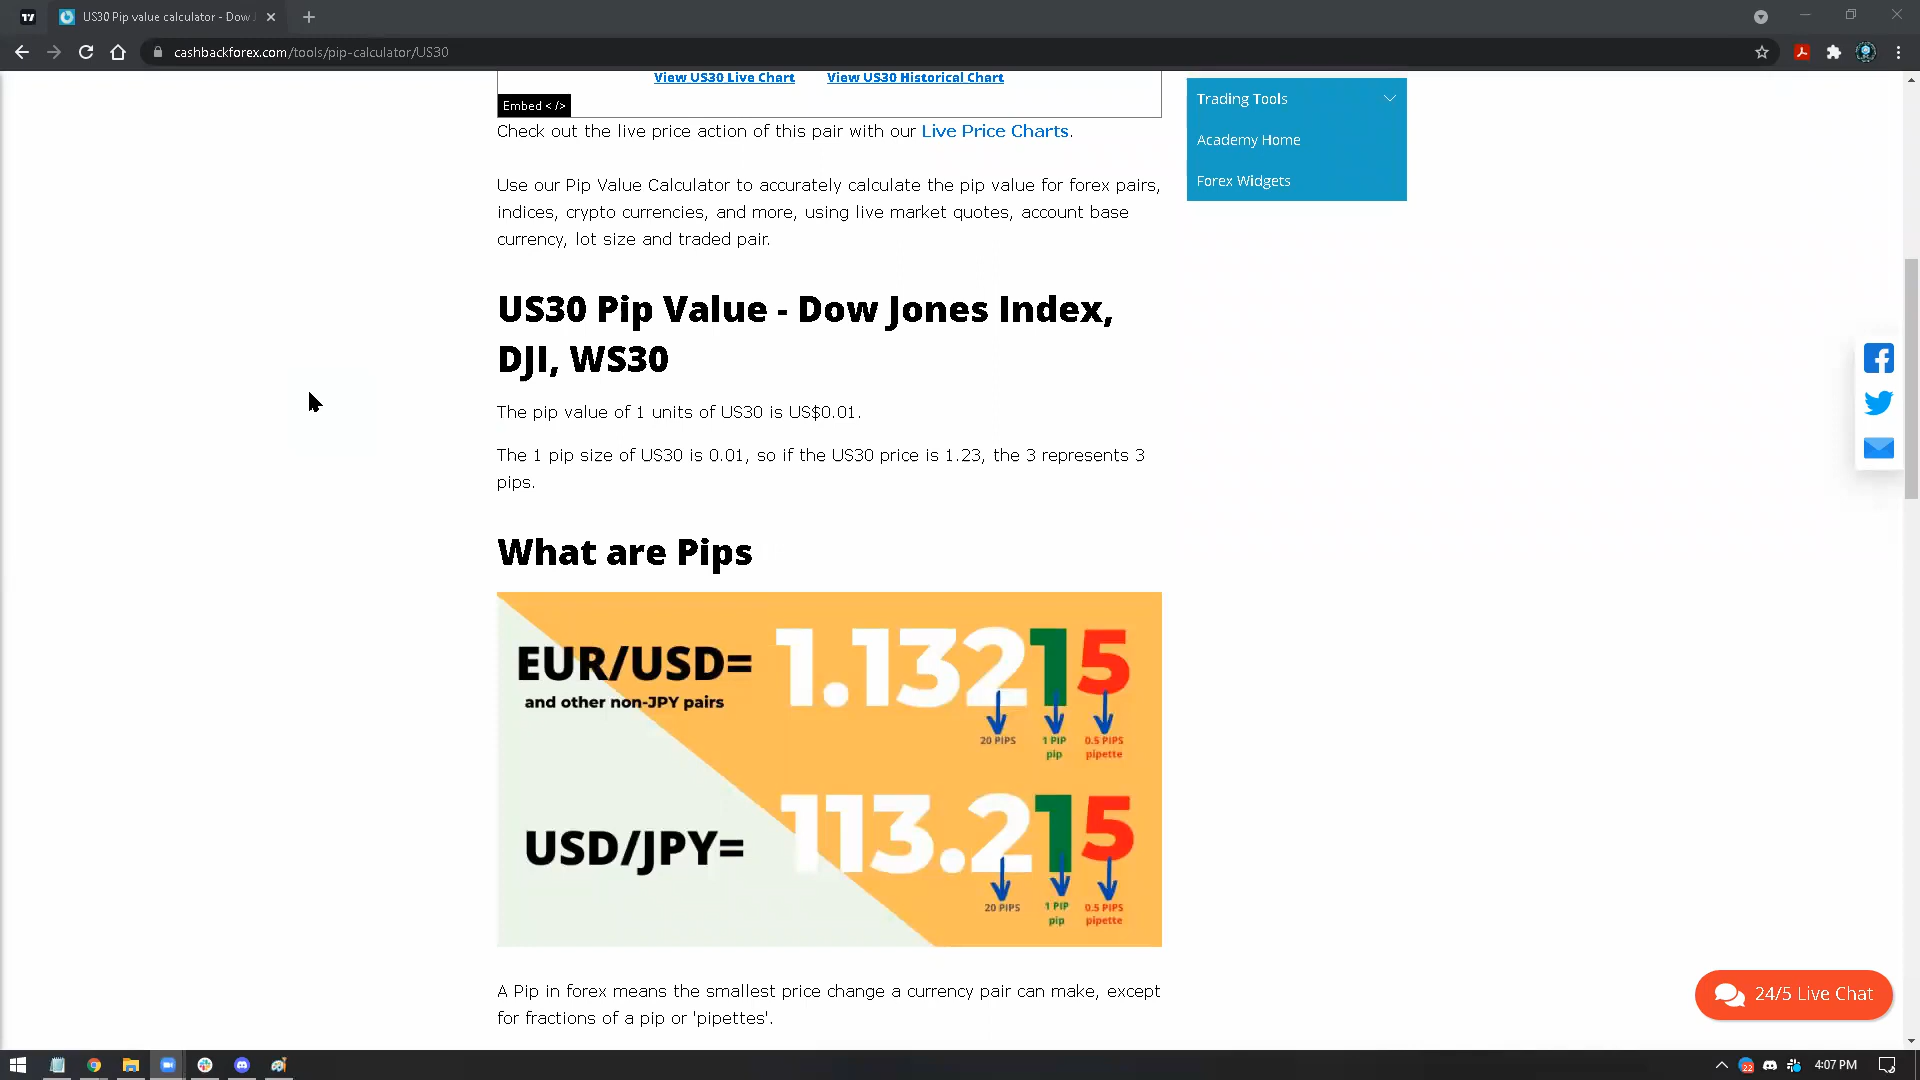 US30 Pip value calculator - Dow J
cashbackforex.com/tools/pip-calculator/US30
View US30 Live Chart View US30 Historical Chart
Embed </>
Check out the live price action of this pair with our Live Price Charts.
Use our Pip Value Calculator to accurately calculate the pip value for forex pairs,
indices, crypto currencies, and more, using live market quotes, account base
currency, lot size and traded pair.
Trading Tools
Academy Home
Forex Widgets
US30 Pip Value - Dow Jones Index,
DJI, WS30
The pip value of 1 units of US30 is US$0.01.
The 1 pip size of US30 is 0.01, so if the US30 price is 1.23, the 3 represents 3
pips.
What are Pips
EUR/USD= 1.13215
and other non-JPY pairs
20 PIPS 1 PIP 0.5 PIPS
pip pipette
USD/JPY= 113.215
20 PIPS 1 PIP 0.5 PIPS
pip pipette
A Pip in forex means the smallest price change a currency pair can make, except
for fractions of a pip or 'pipettes'.
24/5 Live Chat
22
4:07 PM